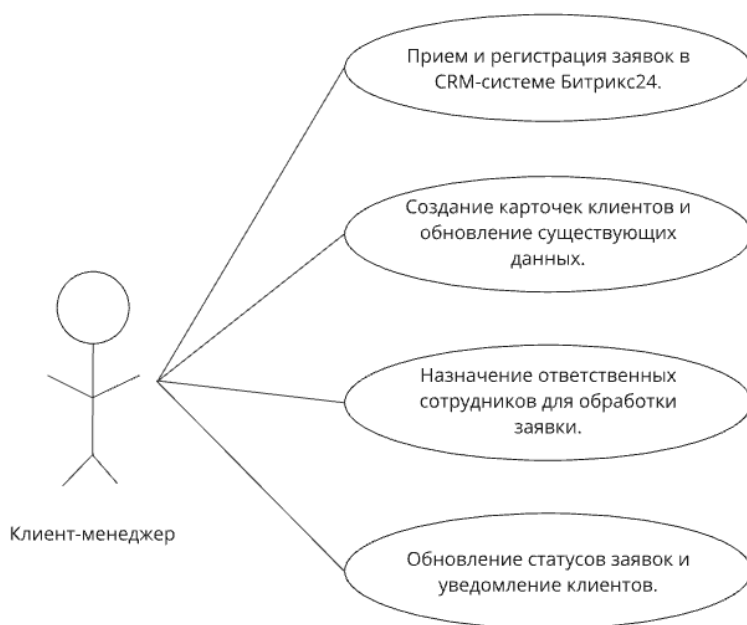 Прием и регистрация заявок в
CRM-системе Битрикс24.
Создание карточек клиентов и
обновление существующих
данных.
Назначение ответственных
сотрудников для обработки
заявки.
Клиент-менеджер
Обновление статусов заявок и
уведомление клиентов.